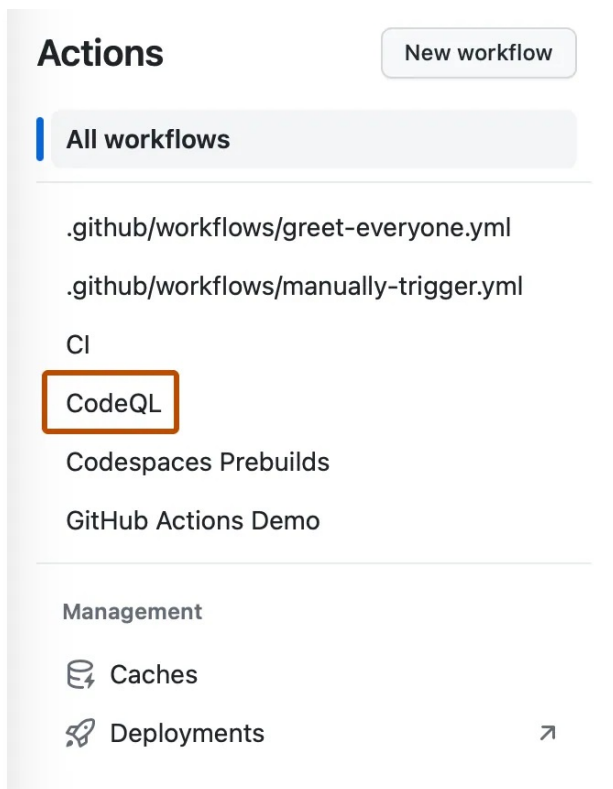 Actions
New workflow
All workflows
.github/workflows/greet-everyone.yml
.github/workflows/manually-trigger.yml
CI
CodeQL
Codespaces Prebuilds
GitHub Actions Demo
Management
Caches
Deployments